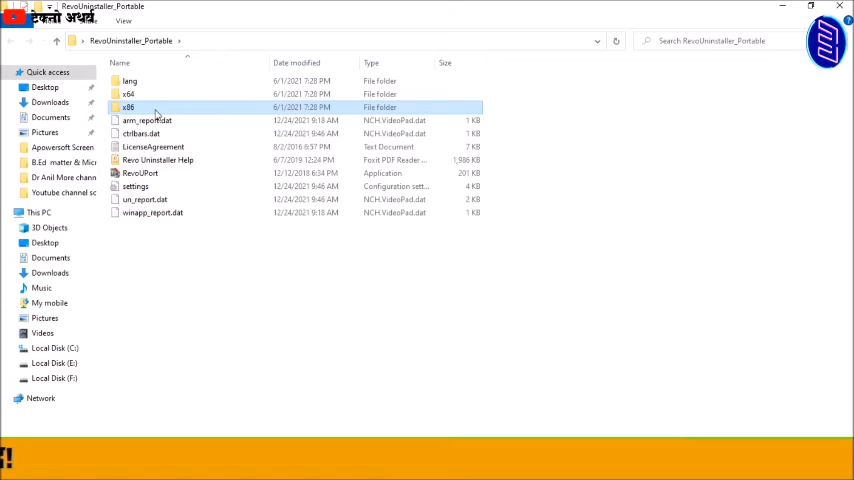 RevoUninstaller_Portable
टेक्नो अथर्व
View
RevoUninstaller_Portable
Search RevoUninstaller_Portable
Name Date modified Type Size
Quick access
Desktop
Downloads
Documents
Pictures
Apowersoft Screen
B.Ed matter & Mic
Dr Anil More chann
Youtube channel sc
This PC
3D Objects
Desktop
Documents
Downloads
Music
My mobile
Pictures
Videos
Local Disk (C:)
Local Disk (E:)
Local Disk (F:)
Network
lang 6/1/2021 7:28 PM File folder
x64 6/1/2021 7:28 PM File folder
x86 6/1/2021 7:28 PM File folder
arm_report.dat 12/24/2021 9:18 AM NCH.VideoPad.dat 1 KB
ctrlbars.dat 12/24/2021 9:46 AM NCH.VideoPad.dat 1 KB
LicenseAgreement 8/2/2016 6:57 PM Text Document 7 KB
Revo Uninstaller Help 6/7/2019 12:24 PM Foxit PDF Reader ... 1,986 KB
RevoUPort 12/12/2018 6:34 PM Application 201 KB
settings 12/24/2021 9:46 AM Configuration sett... 4 KB
un_report.dat 12/24/2021 9:46 AM NCH.VideoPad.dat 2 KB
winapp_report.dat 12/24/2021 9:18 AM NCH.VideoPad.dat 1 KB